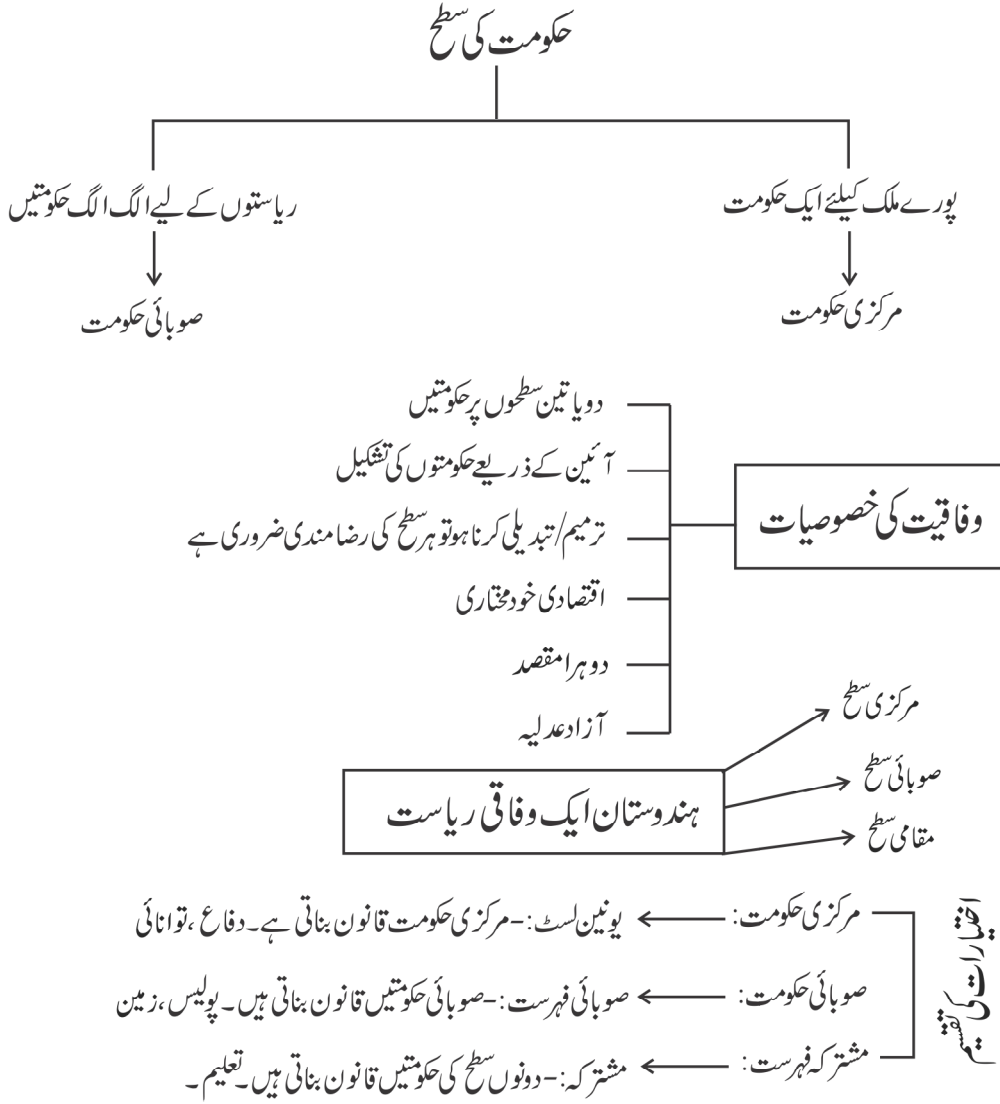 حکومت کی سطح
پورے ملک کیلئے ایک حکومت
ریاستوں کے لیے الگ الگ حکومتیں
مرکزی حکومت
صوبائی حکومت
وفاقیت کی خصوصیات
دو یا تین سطحوں پر حکومتیں
آئین کے ذریعے حکومتوں کی تشکیل
ترمیم/تبدیلی کرنا ہو تو ہر سطح کی رضامندی ضروری ہے
اقتصادی خودمختاری
دوہرا مقصد
آزاد عدلیہ
ہندوستان ایک وفاقی ریاست
مرکزی سطح
صوبائی سطح
مقامی سطح
اختیارات کی تقسیم
مرکزی حکومت: یونین لسٹ:-مرکزی حکومت قانون بناتی ہے۔دفاع ،توانائی
صوبائی حکومت: صوبائی فہرست:-صوبائی حکومتیں قانون بناتی ہیں۔پولیس،زمین
مشترکہ فہرست: مشترکہ:-دونوں سطح کی حکومتیں قانون بناتی ہیں۔تعلیم۔